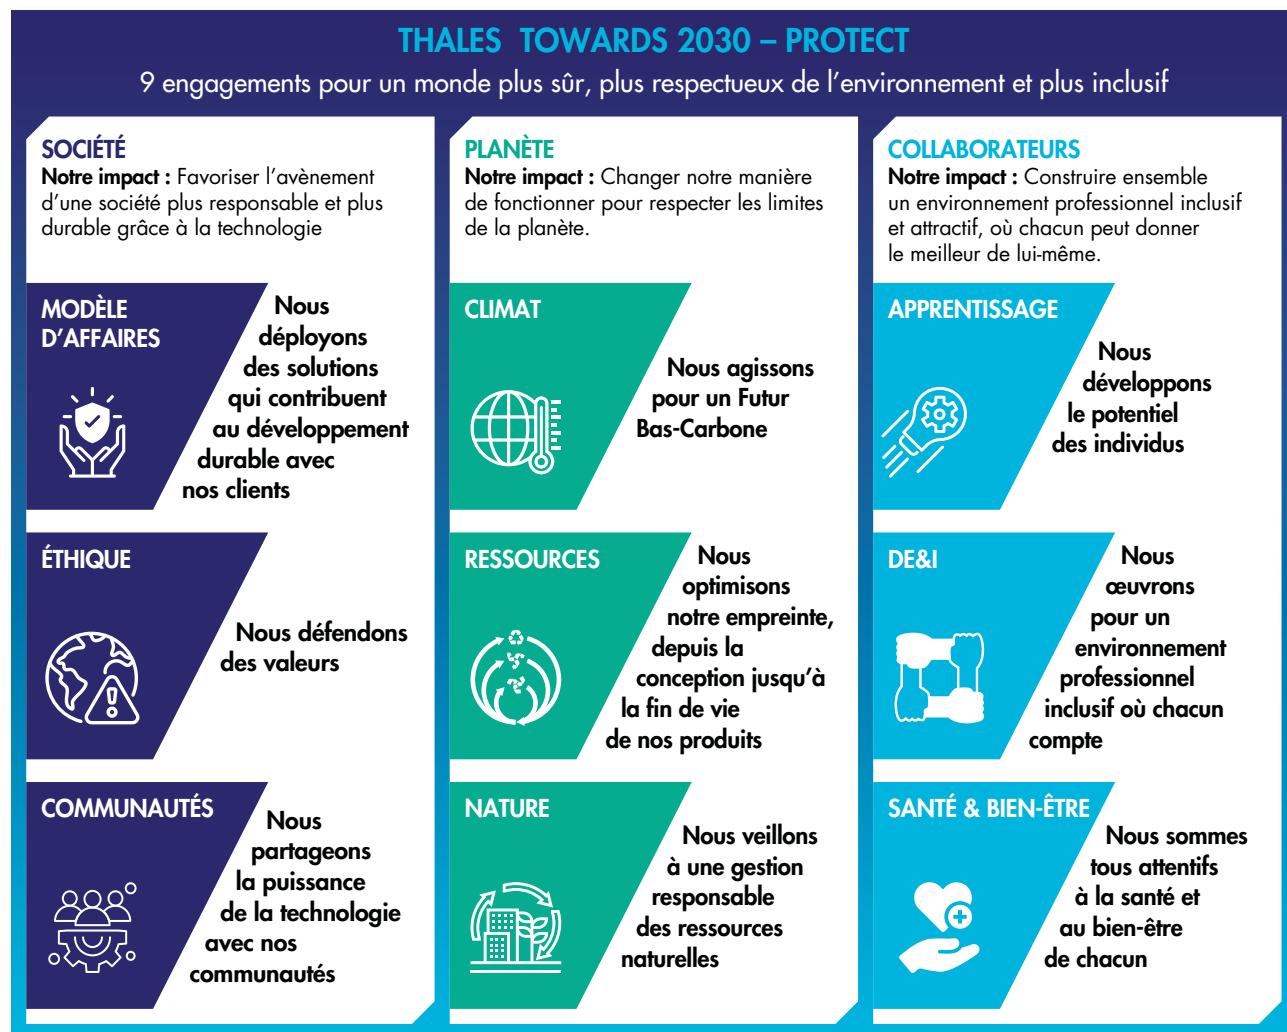 THALES TOWARDS 2030 – PROTECT
9 engagements pour un monde plus sûr, plus respectueux de l’environnement et plus inclusif
SOCIÉTÉ
Notre impact : Favoriser l’avènement
d’une société plus responsable et plus
durable grâce à la technologie
MODÈLE
D’AFFAIRES
Nous
déployons
des solutions
qui contribuent
au développement
durable avec
nos clients
ÉTHIQUE
Nous défendons
des valeurs
COMMUNAUTÉS
Nous
partageons
la puissance
de la technologie
avec nos
communautés
PLANÈTE
Notre impact : Changer notre manière
de fonctionner pour respecter les limites
de la planète.
CLIMAT
Nous agissons
pour un Futur
Bas-Carbone
RESSOURCES
Nous
optimisons
notre empreinte,
depuis la
conception jusqu’à
la fin de vie
de nos produits
NATURE
Nous veillons
à une gestion
responsable
des ressources
naturelles
COLLABORATEURS
Notre impact : Construire ensemble
un environnement professionnel inclusif
et attractif, où chacun peut donner
le meilleur de lui-même.
APPRENTISSAGE
Nous
développons
le potentiel
des individus
DE&I
Nous
œuvrons
pour un
environnement
professionnel
inclusif où chacun
compte
SANTÉ & BIEN-ÊTRE
Nous sommes
tous attentifs
à la santé et
au bien-être
de chacun